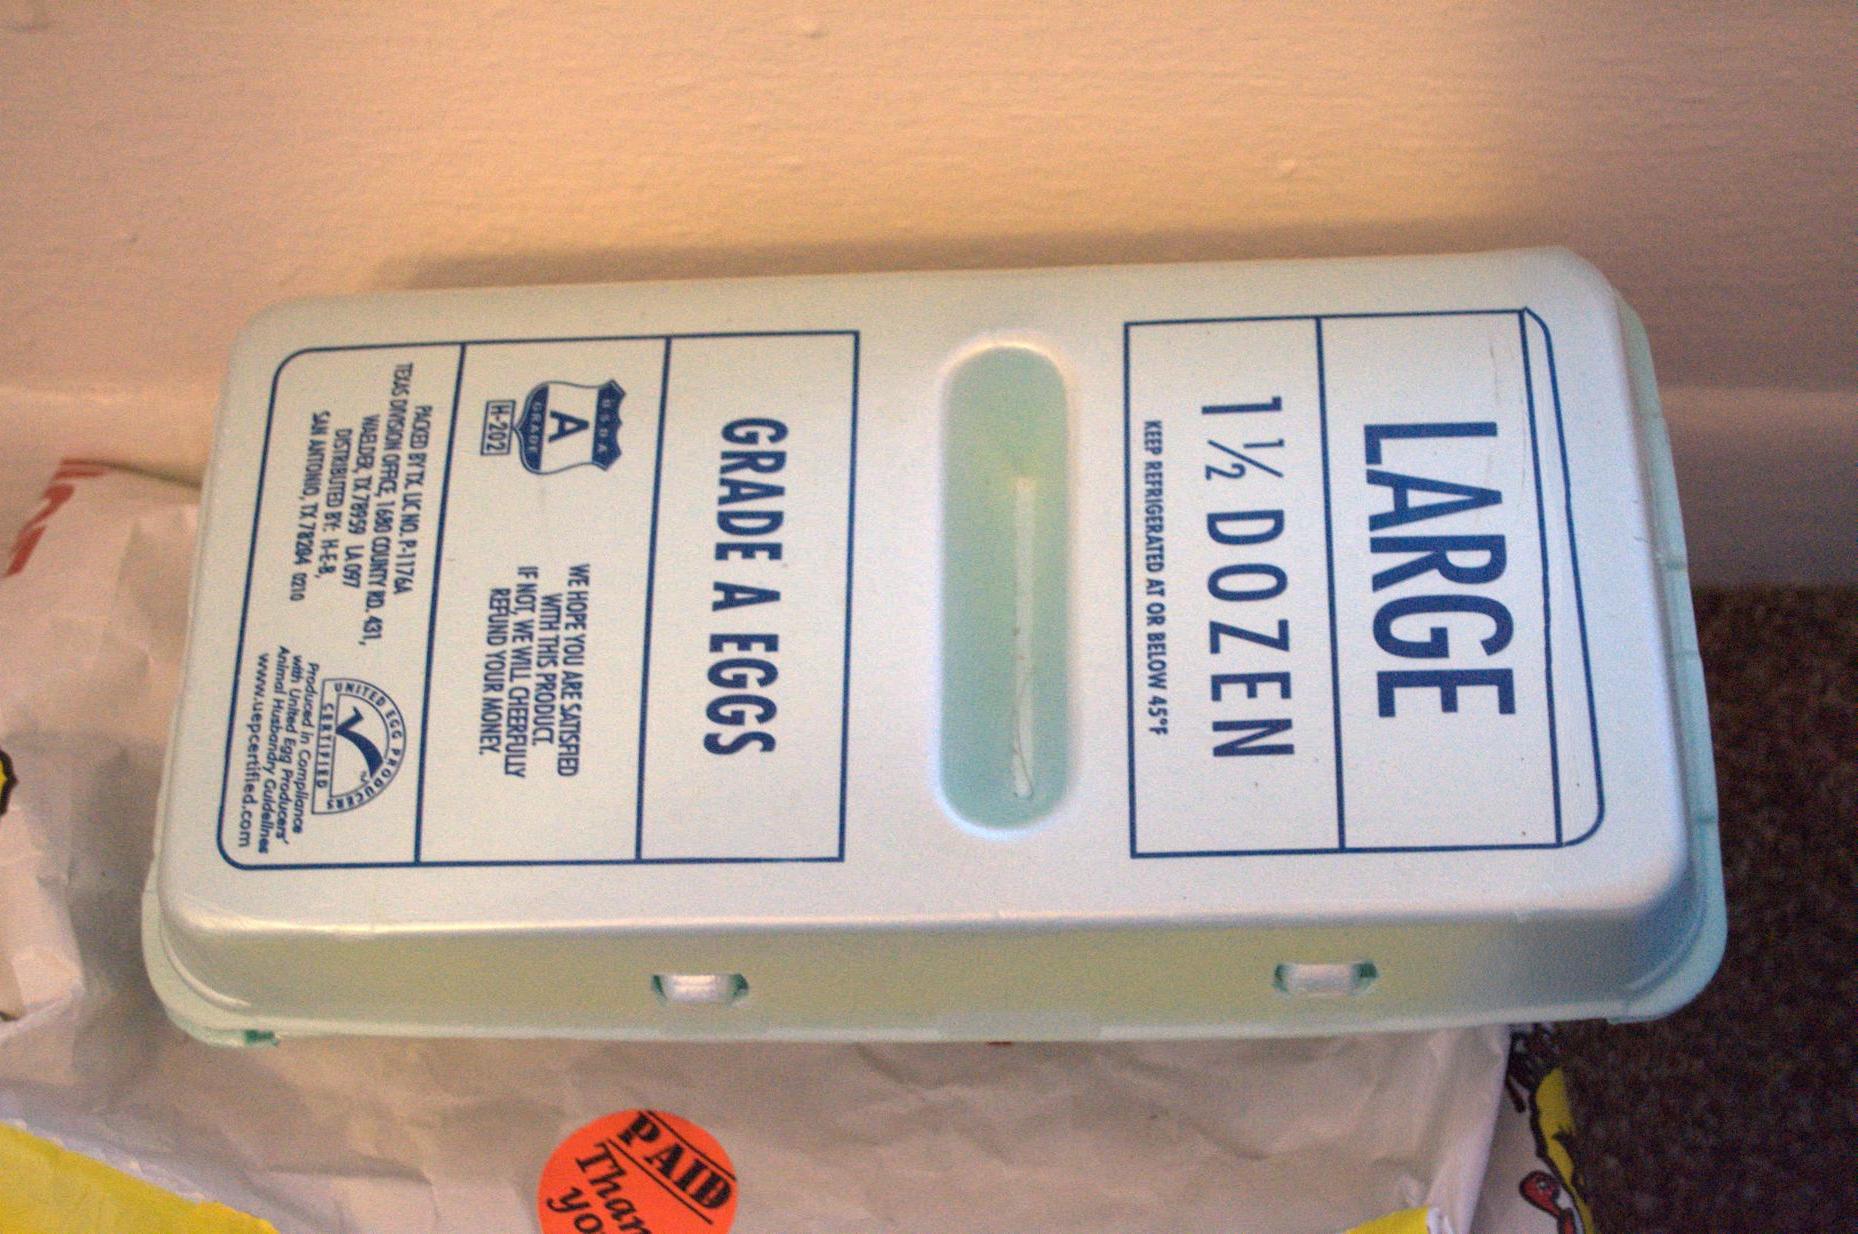 LARGE
1 ½ DOZEN
KEEP REFRIGERATED AT OR BELOW 45°F
GRADE A EGGS
USDA
A
GRADE
H-202
WE HOPE YOU ARE SATISFIED
WITH THIS PRODUCT.
IF NOT, WE WILL CHEERFULLY
REFUND YOUR MONEY.
PACKED BY TX. LIC NO. P-1176A
TEXAS DIVISION OFFICE, 1680 COUNTY RD. 431,
WAELDER, TX 78959 LA 097
DISTRIBUTED BY: H-E-B,
SAN ANTONIO, TX 78204 0210
UNITED EGG PRODUCERS
CERTIFIED
Produced in Compliance
with United Egg Producers'
Animal Husbandry Guidelines
www.uepcertified.com
PAID
Than
yo